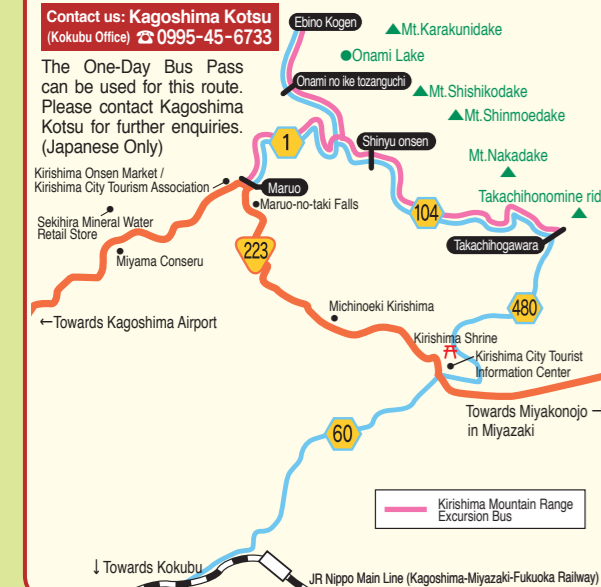 Contact us: Kagoshima Kotsu
(Kokubu Office) ☎ 0995-45-6733
The One-Day Bus Pass
can be used for this route.
Please contact Kagoshima
Kotsu for further enquiries.
(Japanese Only)
Ebino Kogen
Mt.Karakunidake
Onami Lake
Onami no ike tozanguchi
Mt.Shishikodake
Mt.Shinmoedake
1
Shinyu onsen
Mt.Nakadake
Kirishima Onsen Market /
Kirishima City Tourism Association
Maruo
Maruo-no-taki Falls
Takachihonomine rid
104
Sekihira Mineral Water
Retail Store
Takachihogawara
223
Miyama Conseru
Michinoeki Kirishima
480
←Towards Kagoshima Airport
Kirishima Shrine
Kirishima City Tourist
Information Center
Towards Miyakonojo
in Miyazaki
60
Kirishima Mountain Range
Excursion Bus
↓Towards Kokubu
JR Nippo Main Line (Kagoshima-Miyazaki-Fukuoka Railway)